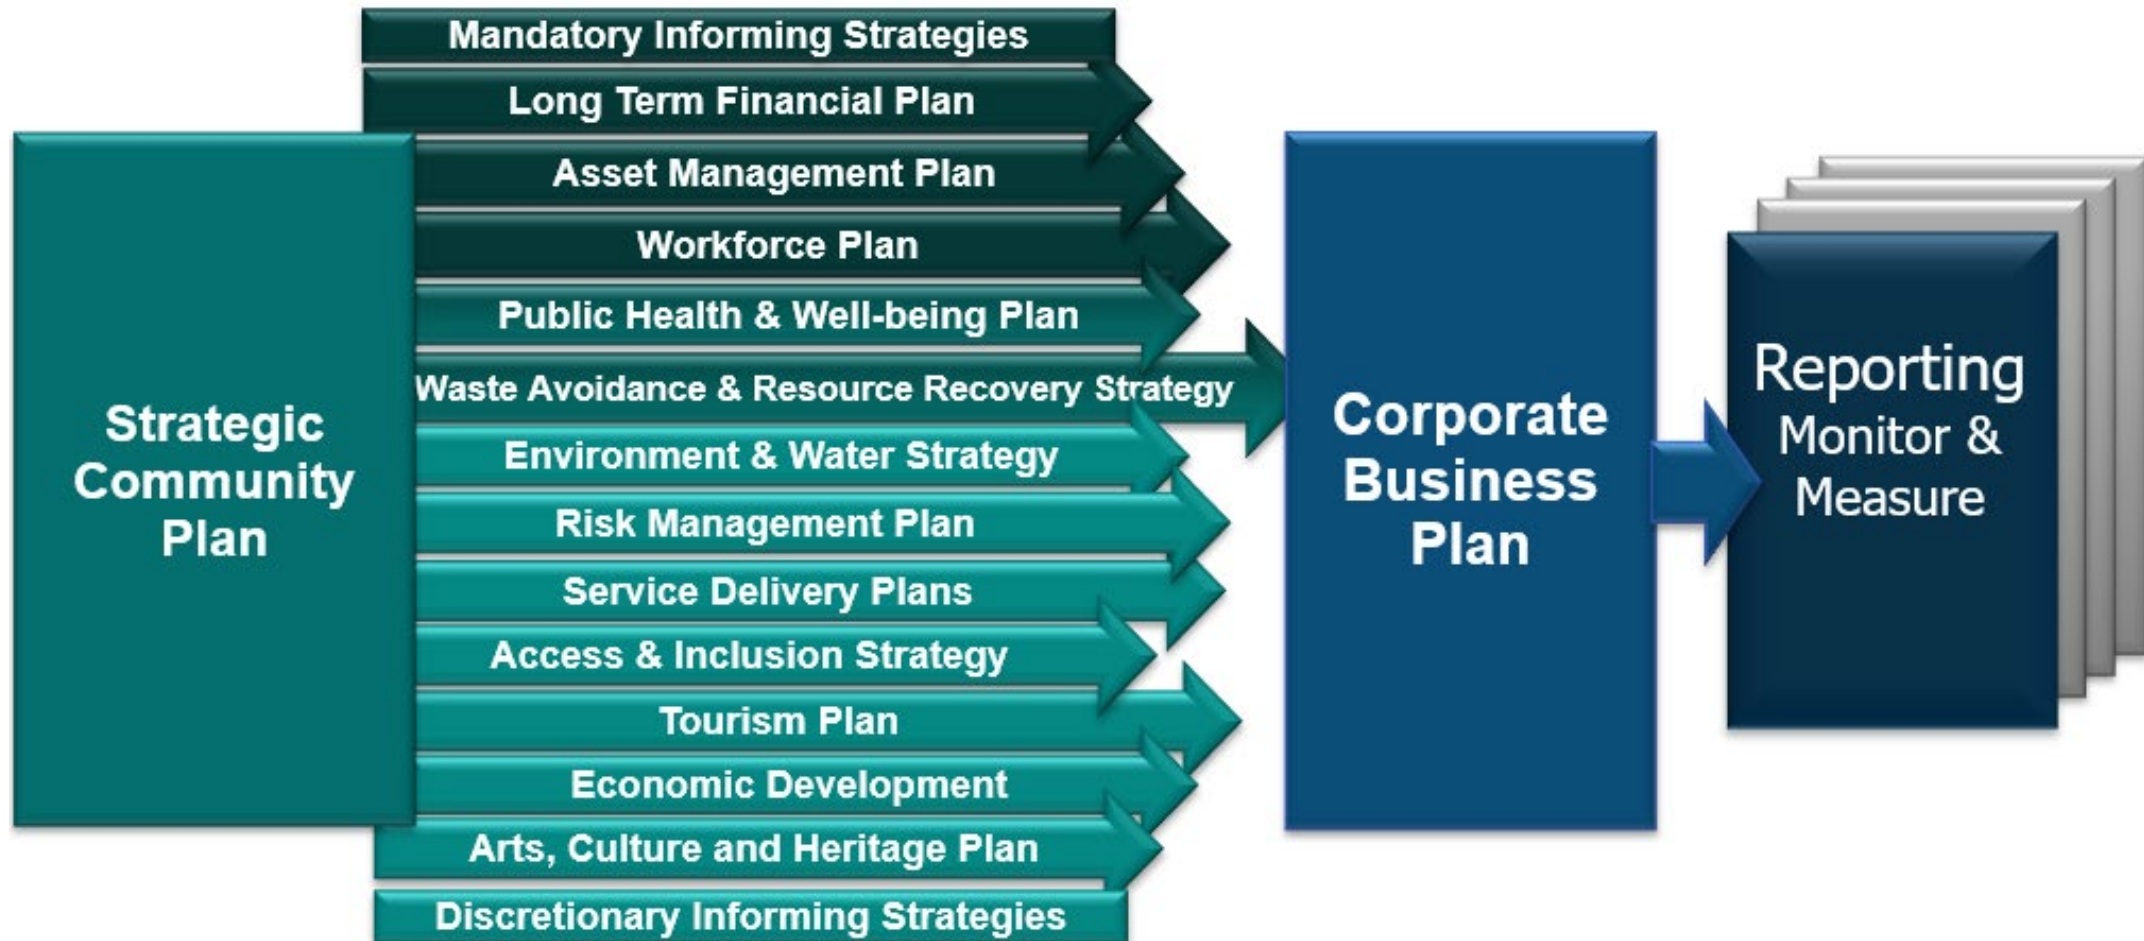 Mandatory Informing Strategies
Long Term Financial Plan
Asset Management Plan
Workforce Plan
Public Health & Well-being Plan
Waste Avoidance & Resource Recovery Strategy
Environment & Water Strategy
Risk Management Plan
Service Delivery Plans
Access & Inclusion Strategy
Tourism Plan
Economic Development
Arts, Culture and Heritage Plan
Discretionary Informing Strategies
Strategic
Community
Plan
Corporate
Business
Plan
Reporting
Monitor &
Measure